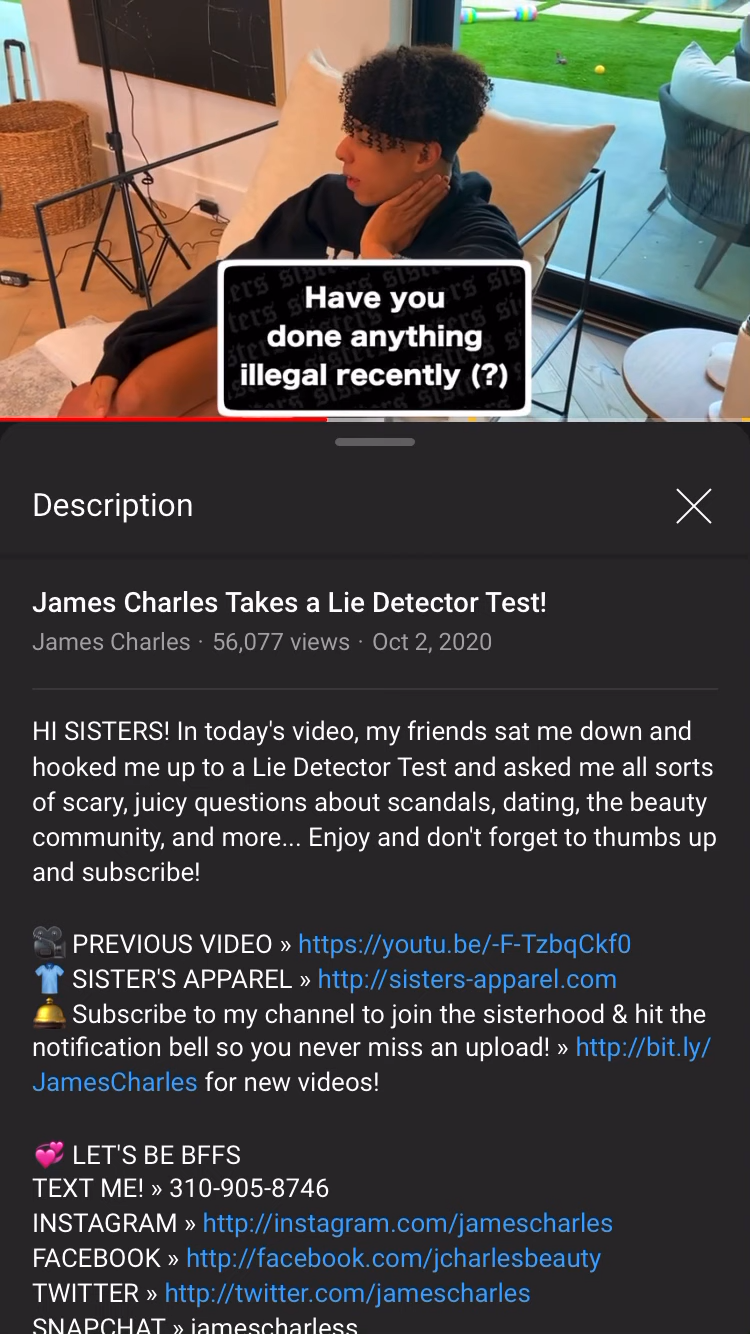 Have you
done anything
illegal recently (?)
Description
James Charles Takes a Lie Detector Test!
James Charles · 56,077 views · Oct 2, 2020
HI SISTERS! In today's video, my friends sat me down and
hooked me up to a Lie Detector Test and asked me all sorts
of scary, juicy questions about scandals, dating, the beauty
community, and more... Enjoy and don't forget to thumbs up
and subscribe!
🎥 PREVIOUS VIDEO » https://youtu.be/-F-TzbqCkf0
👕 SISTER'S APPAREL » http://sisters-apparel.com
🛎 Subscribe to my channel to join the sisterhood & hit the
notification bell so you never miss an upload! » http://bit.ly/
JamesCharles for new videos!
💞 LET'S BE BFFS
TEXT ME! » 310-905-8746
INSTAGRAM » http://instagram.com/jamescharles
FACEBOOK » http://facebook.com/jcharlesbeauty
TWITTER » http://twitter.com/jamescharles
SNAPCHAT » jamescharless